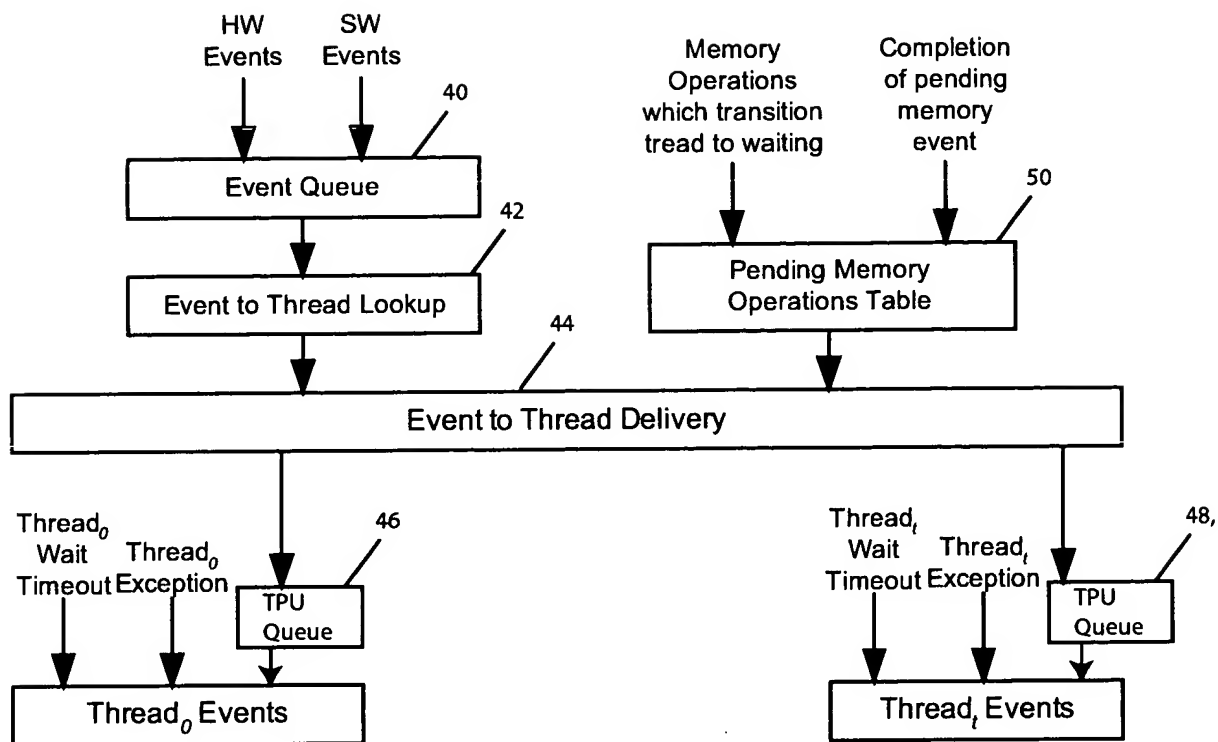 HW
Events
SW
Events
40
Event Queue
42
Event to Thread Lookup
Memory
Operations
which transition
tread to waiting
Completion
of pending
memory
event
50
Pending Memory
Operations Table
44
Event to Thread Delivery
Thread0
Wait
Timeout
Thread0
Exception
46
TPU
Queue
Thread0 Events
Threadt
Wait
Timeout
Threadt
Exception
48,
TPU
Queue
Threadt Events